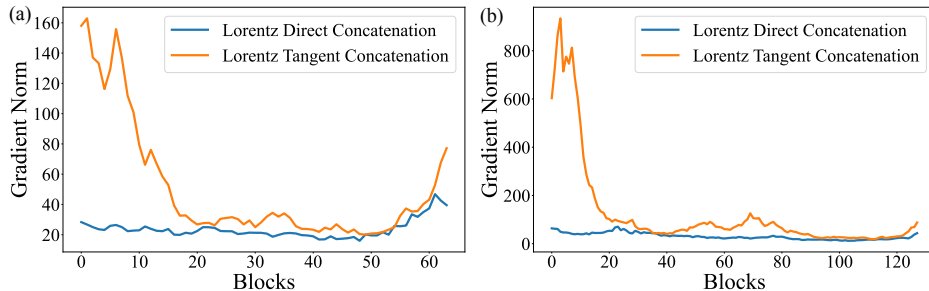 (a)
Gradient Norm
160
140
120
100
80
60
40
20
Lorentz Direct Concatenation
Lorentz Tangent Concatenation
0 10 20 30 40 50 60
Blocks
(b)
Gradient Norm
800
600
400
200
0
Lorentz Direct Concatenation
Lorentz Tangent Concatenation
0 20 40 60 80 100 120
Blocks